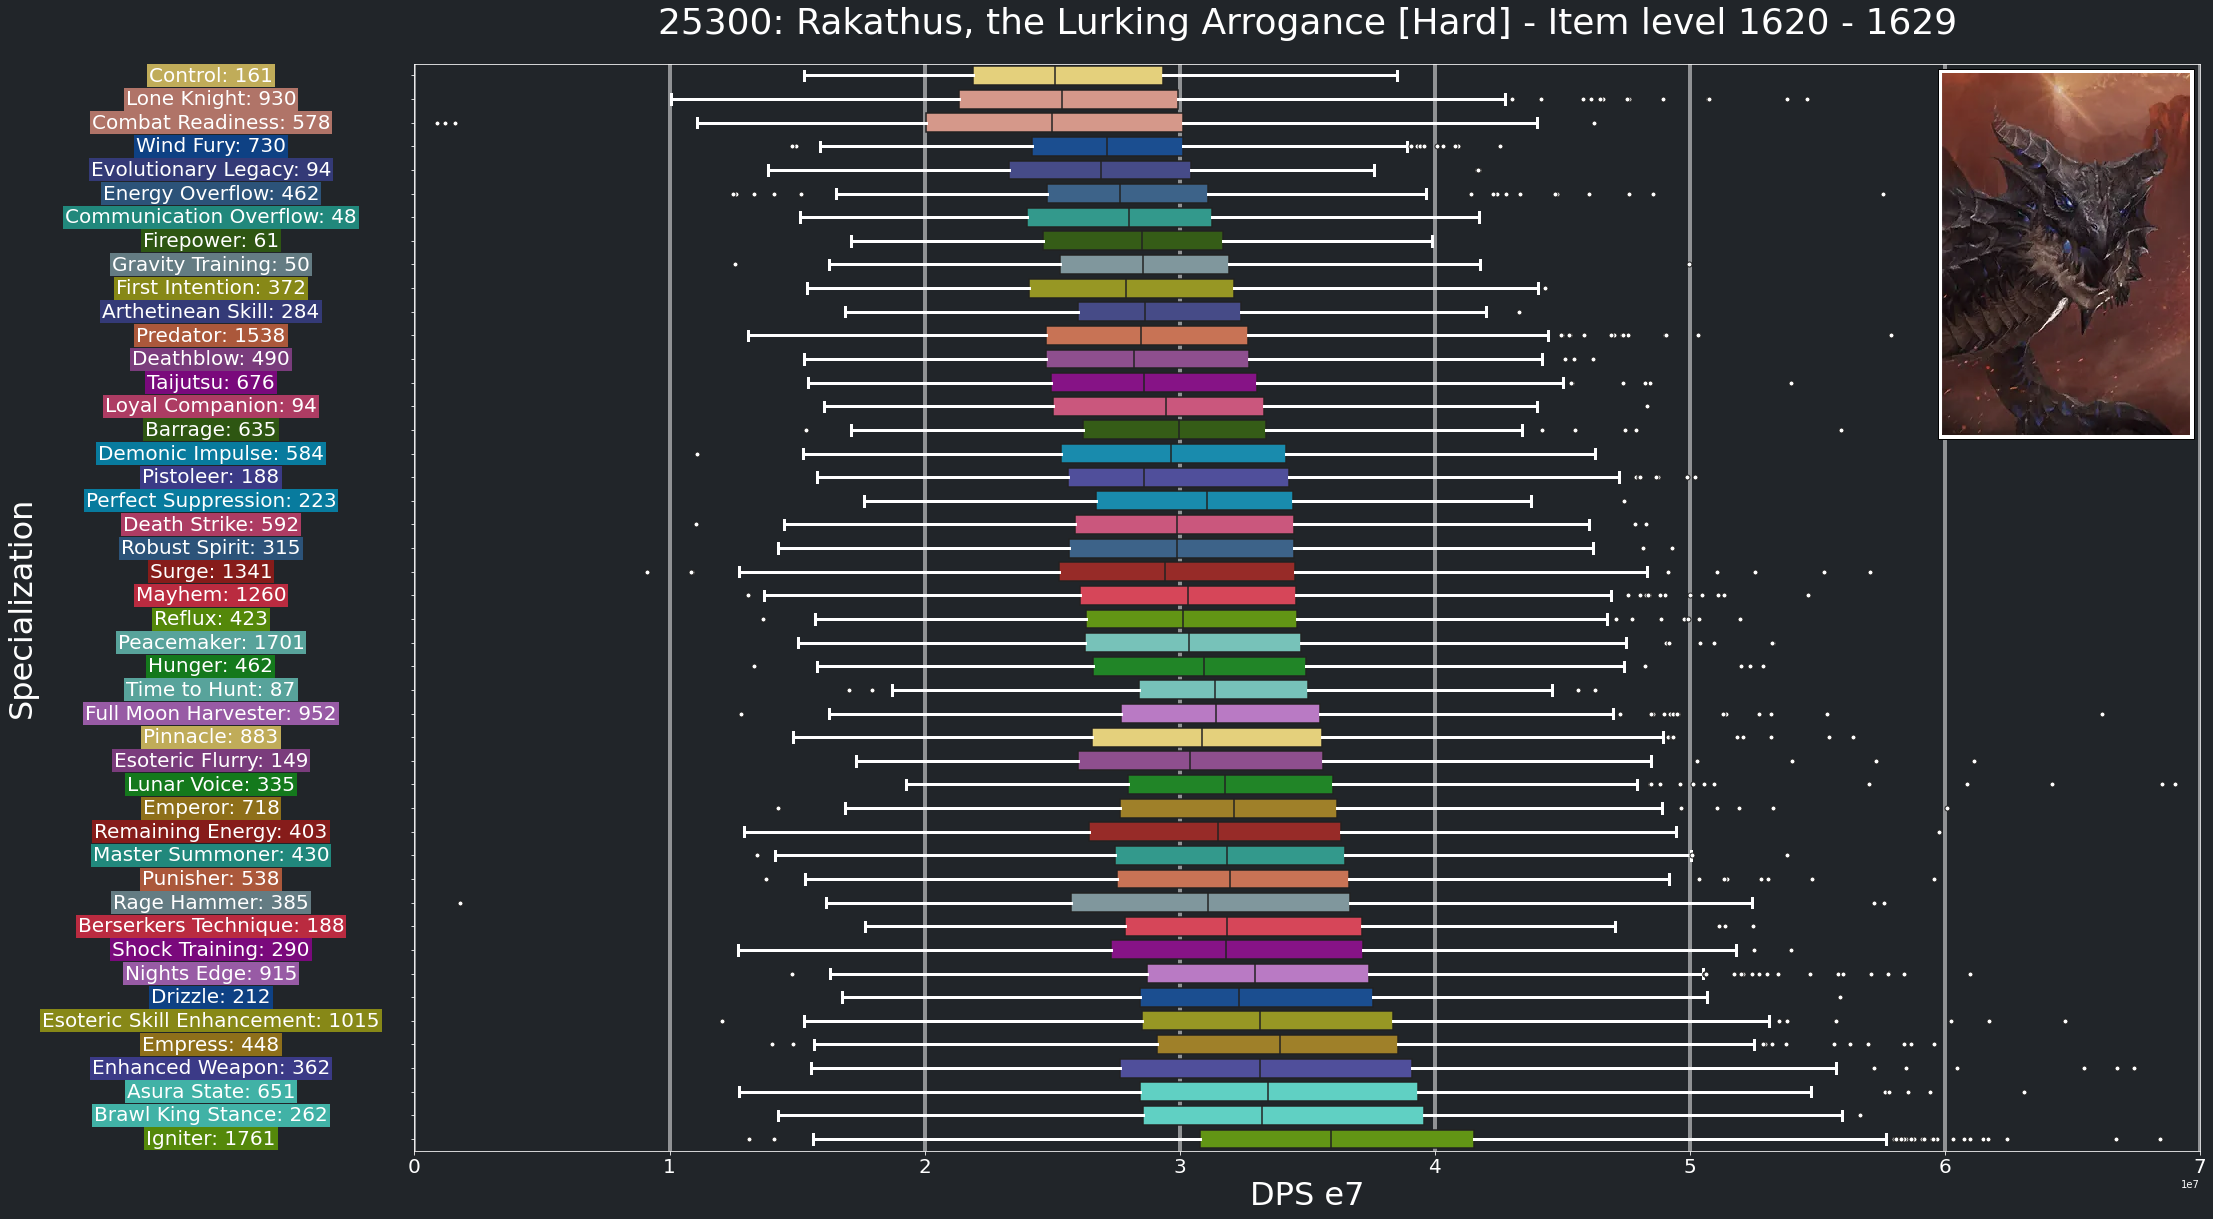 25300: Rakathus, the Lurking Arrogance [Hard] - Item level 1620 - 1629
Specialization
Control: 161
Lone Knight: 930
Combat Readiness: 578
Wind Fury: 730
Evolutionary Legacy: 94
Energy Overflow: 462
Communication Overflow: 48
Firepower: 61
Gravity Training: 50
First Intention: 372
Arthetinean Skill: 284
Predator: 1538
Deathblow: 490
Taijutsu: 676
Loyal Companion: 94
Barrage: 635
Demonic Impulse: 584
Pistoleer: 188
Perfect Suppression: 223
Death Strike: 592
Robust Spirit: 315
Surge: 1341
Mayhem: 1260
Reflux: 423
Peacemaker: 1701
Hunger: 462
Time to Hunt: 87
Full Moon Harvester: 952
Pinnacle: 883
Esoteric Flurry: 149
Lunar Voice: 335
Emperor: 718
Remaining Energy: 403
Master Summoner: 430
Punisher: 538
Rage Hammer: 385
Berserkers Technique: 188
Shock Training: 290
Nights Edge: 915
Drizzle: 212
Esoteric Skill Enhancement: 1015
Empress: 448
Enhanced Weapon: 362
Asura State: 651
Brawl King Stance: 262
Igniter: 1761
0 1 2 3 4 5 6 7
1e7
DPS e7